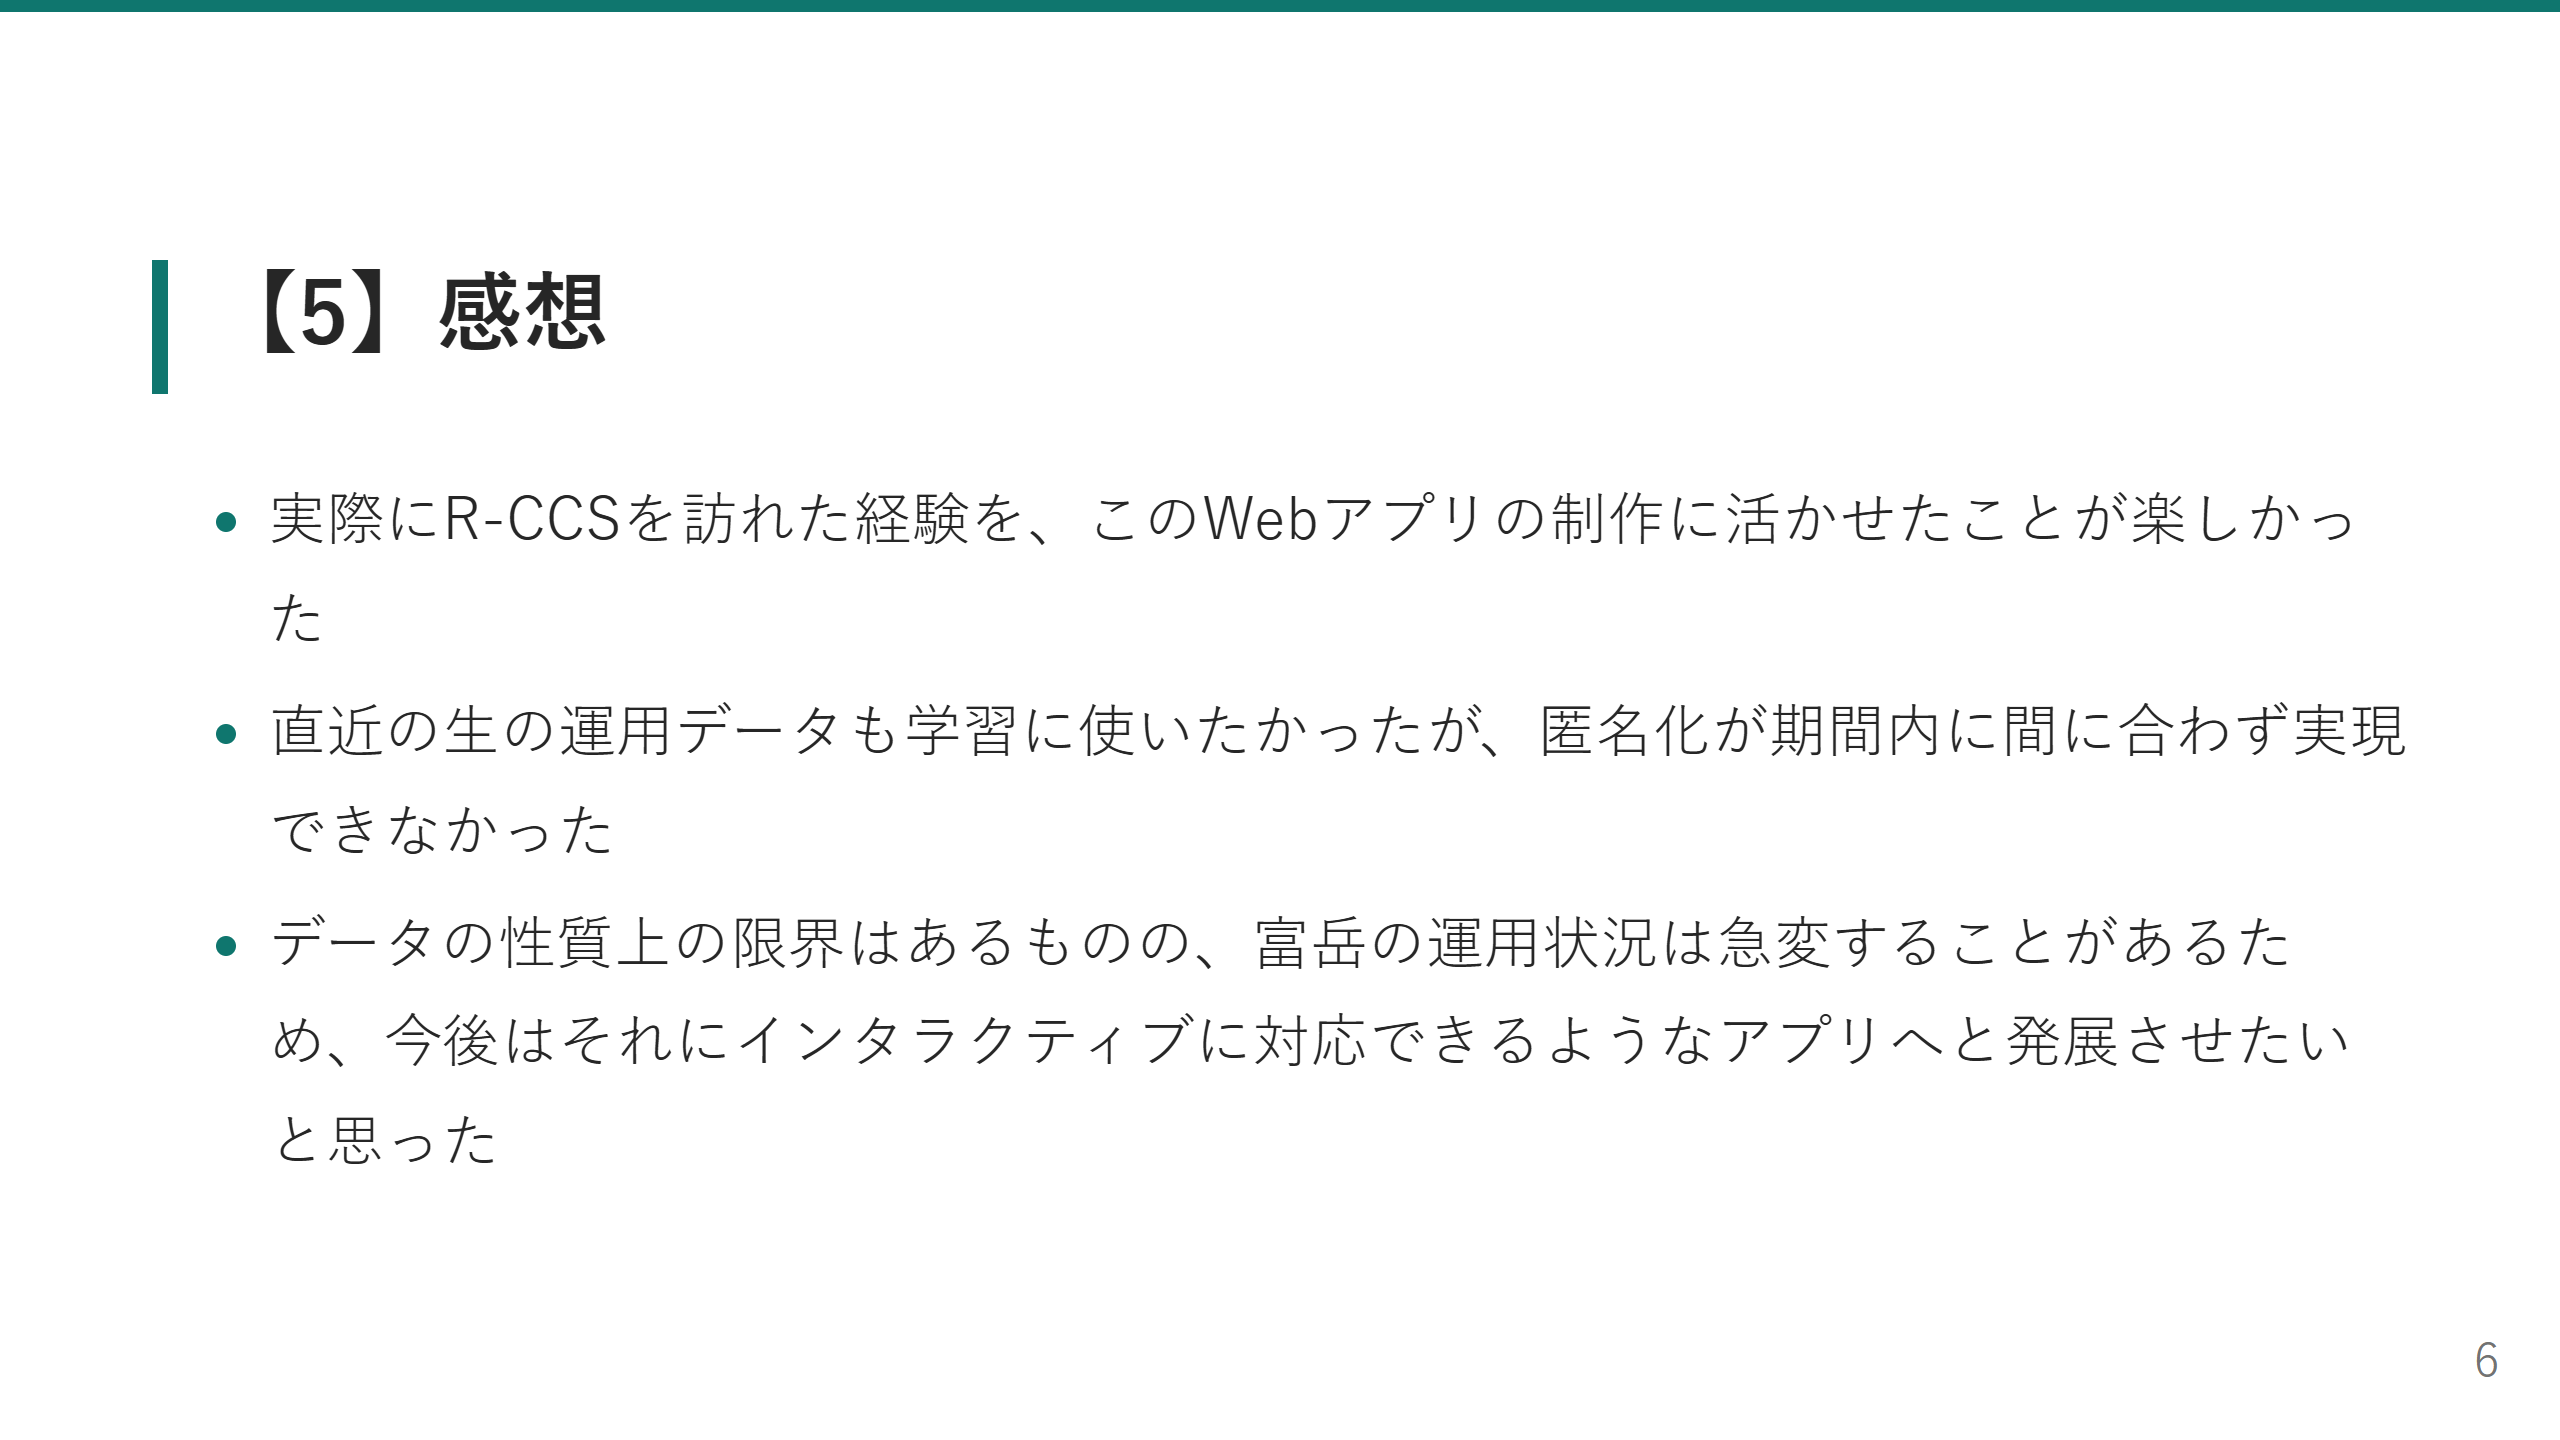 【5】感想
• 実際にR-CCSを訪れた経験を、このWebアプリの制作に活かせたことが楽しかっ
た
• 直近の生の運用データも学習に使いたかったが、匿名化が期間内に間に合わず実現
できなかった
• データの性質上の限界はあるものの、富岳の運用状況は急変することがあるた
め、今後はそれにインタラクティブに対応できるようなアプリへと発展させたい
と思った
6